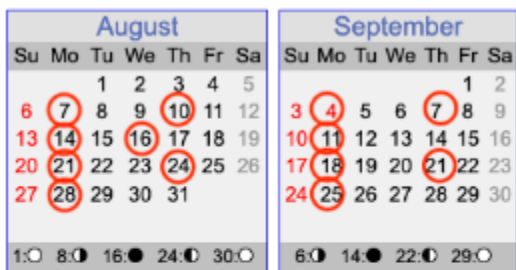 August
Su Mo Tu We Th Fr Sa
1 2 3 4 5
6 7 8 9 10 11 12
13 14 15 16 17 18 19
20 21 22 23 24 25 26
27 28 29 30 31
1: 8: 16: 24: 30:
September
Su Mo Tu We Th Fr Sa
1 2
3 4 5 6 7 8 9
10 11 12 13 14 15 16
17 18 19 20 21 22 23
24 25 26 27 28 29 30
6: 14: 22: 29: